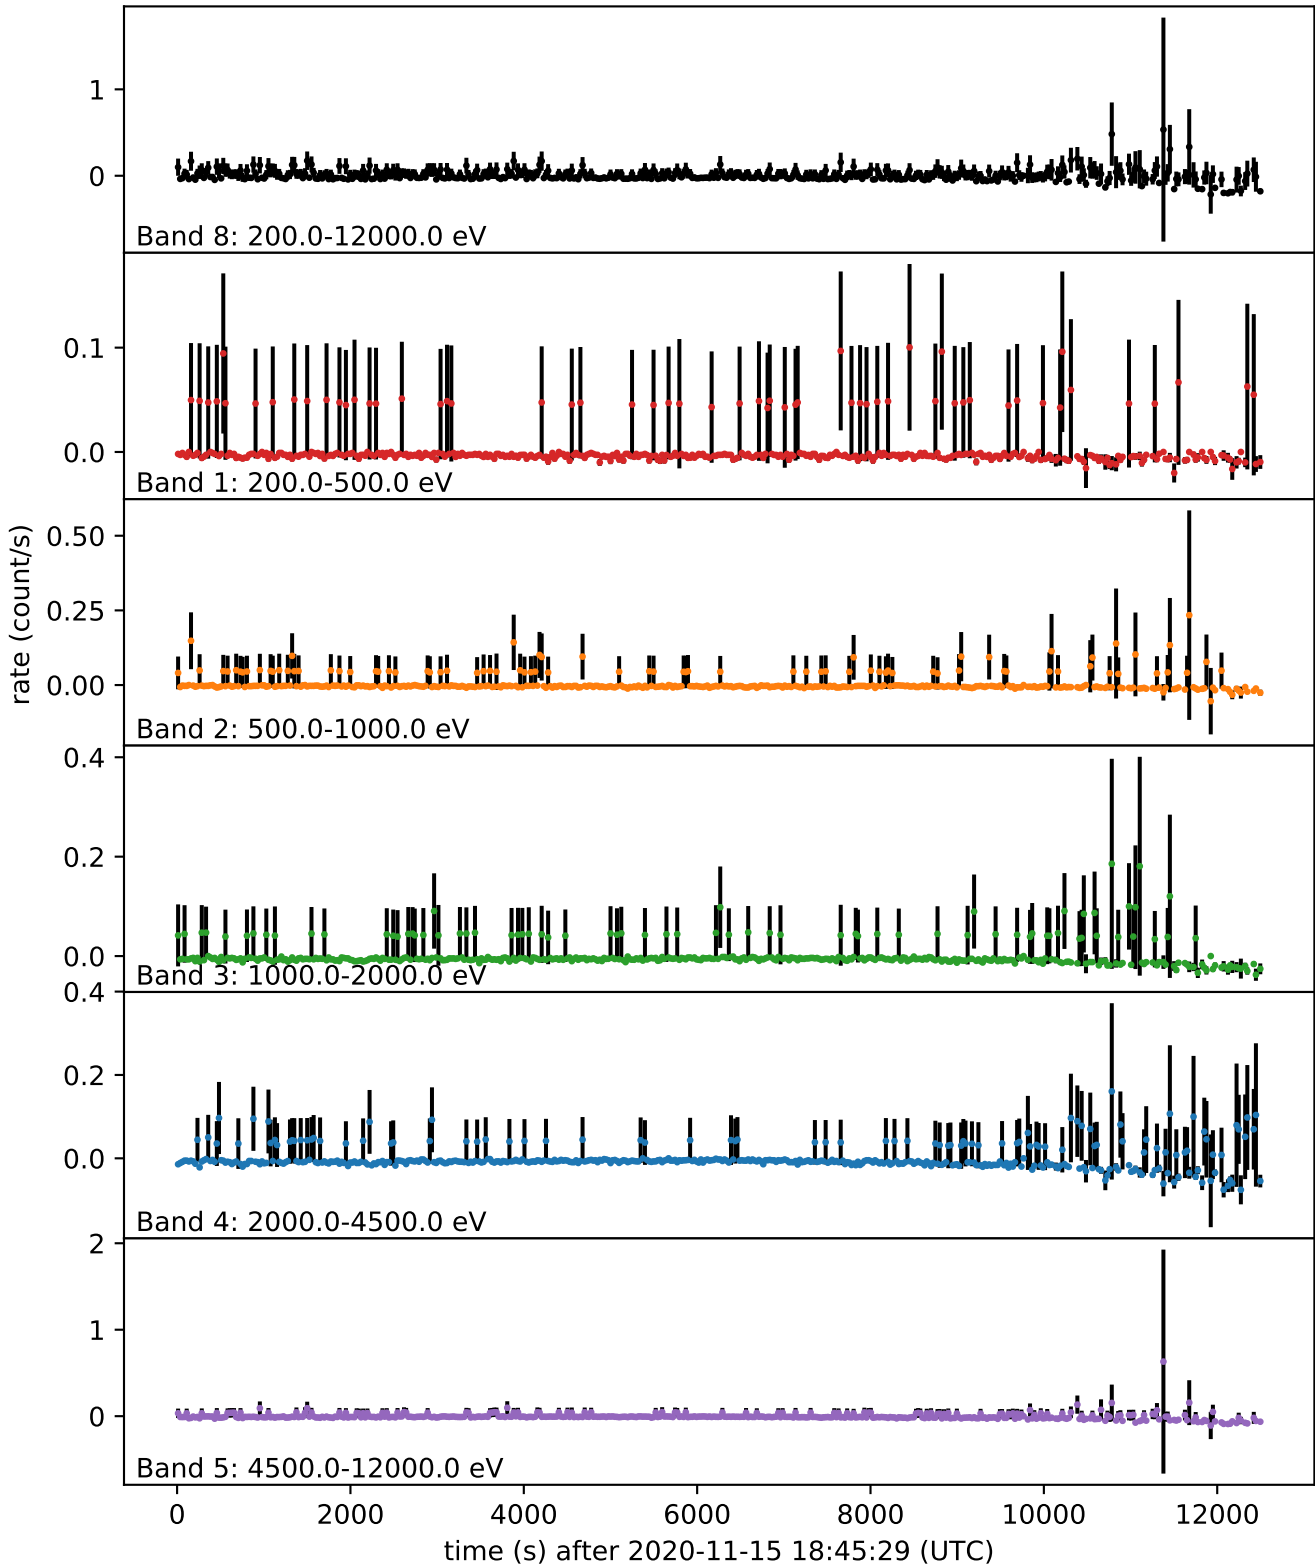 1
0
Band 8: 200.0-12000.0 eV
0.1
0.0
Band 1: 200.0-500.0 eV
rate (count/s)
0.50
0.25
0.00
Band 2: 500.0-1000.0 eV
0.4
0.2
0.0
Band 3: 1000.0-2000.0 eV
0.4
0.2
0.0
Band 4: 2000.0-4500.0 eV
2
1
0
Band 5: 4500.0-12000.0 eV
0 2000 4000 6000 8000 10000 12000
time (s) after 2020-11-15 18:45:29 (UTC)